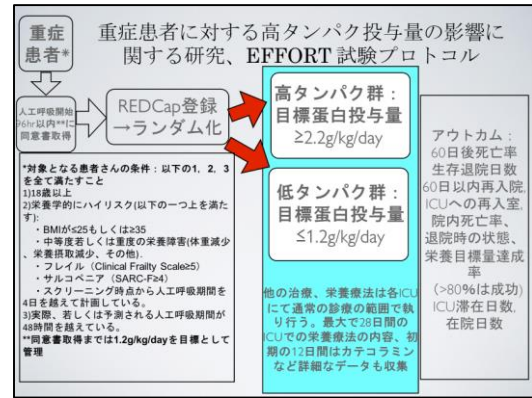 重症患者に対する高タンパク投与量の影響に
関する研究、EFFORT 試験プロトコル
重症
患者*
人工呼吸開始
96hr以内**に
同意書取得
REDCap登録
→ランダム化
*対象となる患者さんの条件：以下の1，2，3
を全て満たすこと
1)18歳以上
2)栄養学的にハイリスク(以下の一つ上を満た
す):
・BMIが≤25もしくは≥35
・中等度若しくは重度の栄養障害(体重減少
、栄養摂取減少、その他).
・フレイル（Clinical Frailty Scale≥5）
・サルコペニア（SARC-F≥4）
・スクリーニング時点から人工呼吸期間を
4日を越えて計画している。
3)実際、若しくは予測される人工呼吸期間が
48時間を越えている。
**同意書取得までは1.2g/kg/dayを目標として
管理
高タンパク群：
目標蛋白投与量
≥2.2g/kg/day
低タンパク群：
目標蛋白投与量
≤1.2g/kg/day
他の治療、栄養療法は各ICU
にて通常の診療の範囲で執
り行う。最大で28日間の
ICUでの栄養療法の内容、初
期の12日間はカテコラミン
など詳細なデータも収集
アウトカム：
60日後死亡率
生存退院日数
60日以内再入院,
ICUへの再入室,
院内死亡率、
退院時の状態、
栄養目標量達成
率
(>80%は成功)
ICU滞在日数、
在院日数